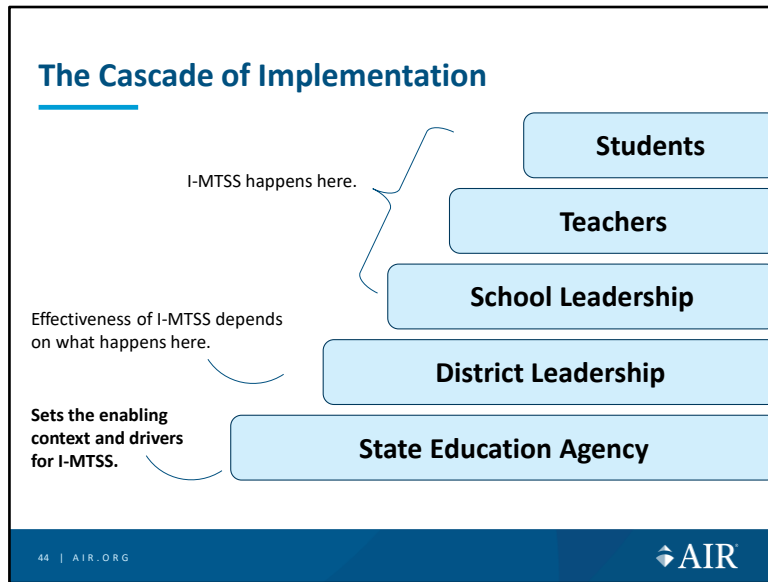 The Cascade of Implementation
Students
I-MTSS happens here.
Teachers
School Leadership
Effectiveness of I-MTSS depends
on what happens here.
District Leadership
Sets the enabling
context and drivers
for I-MTSS.
State Education Agency
44 | AIR.ORG
AIR